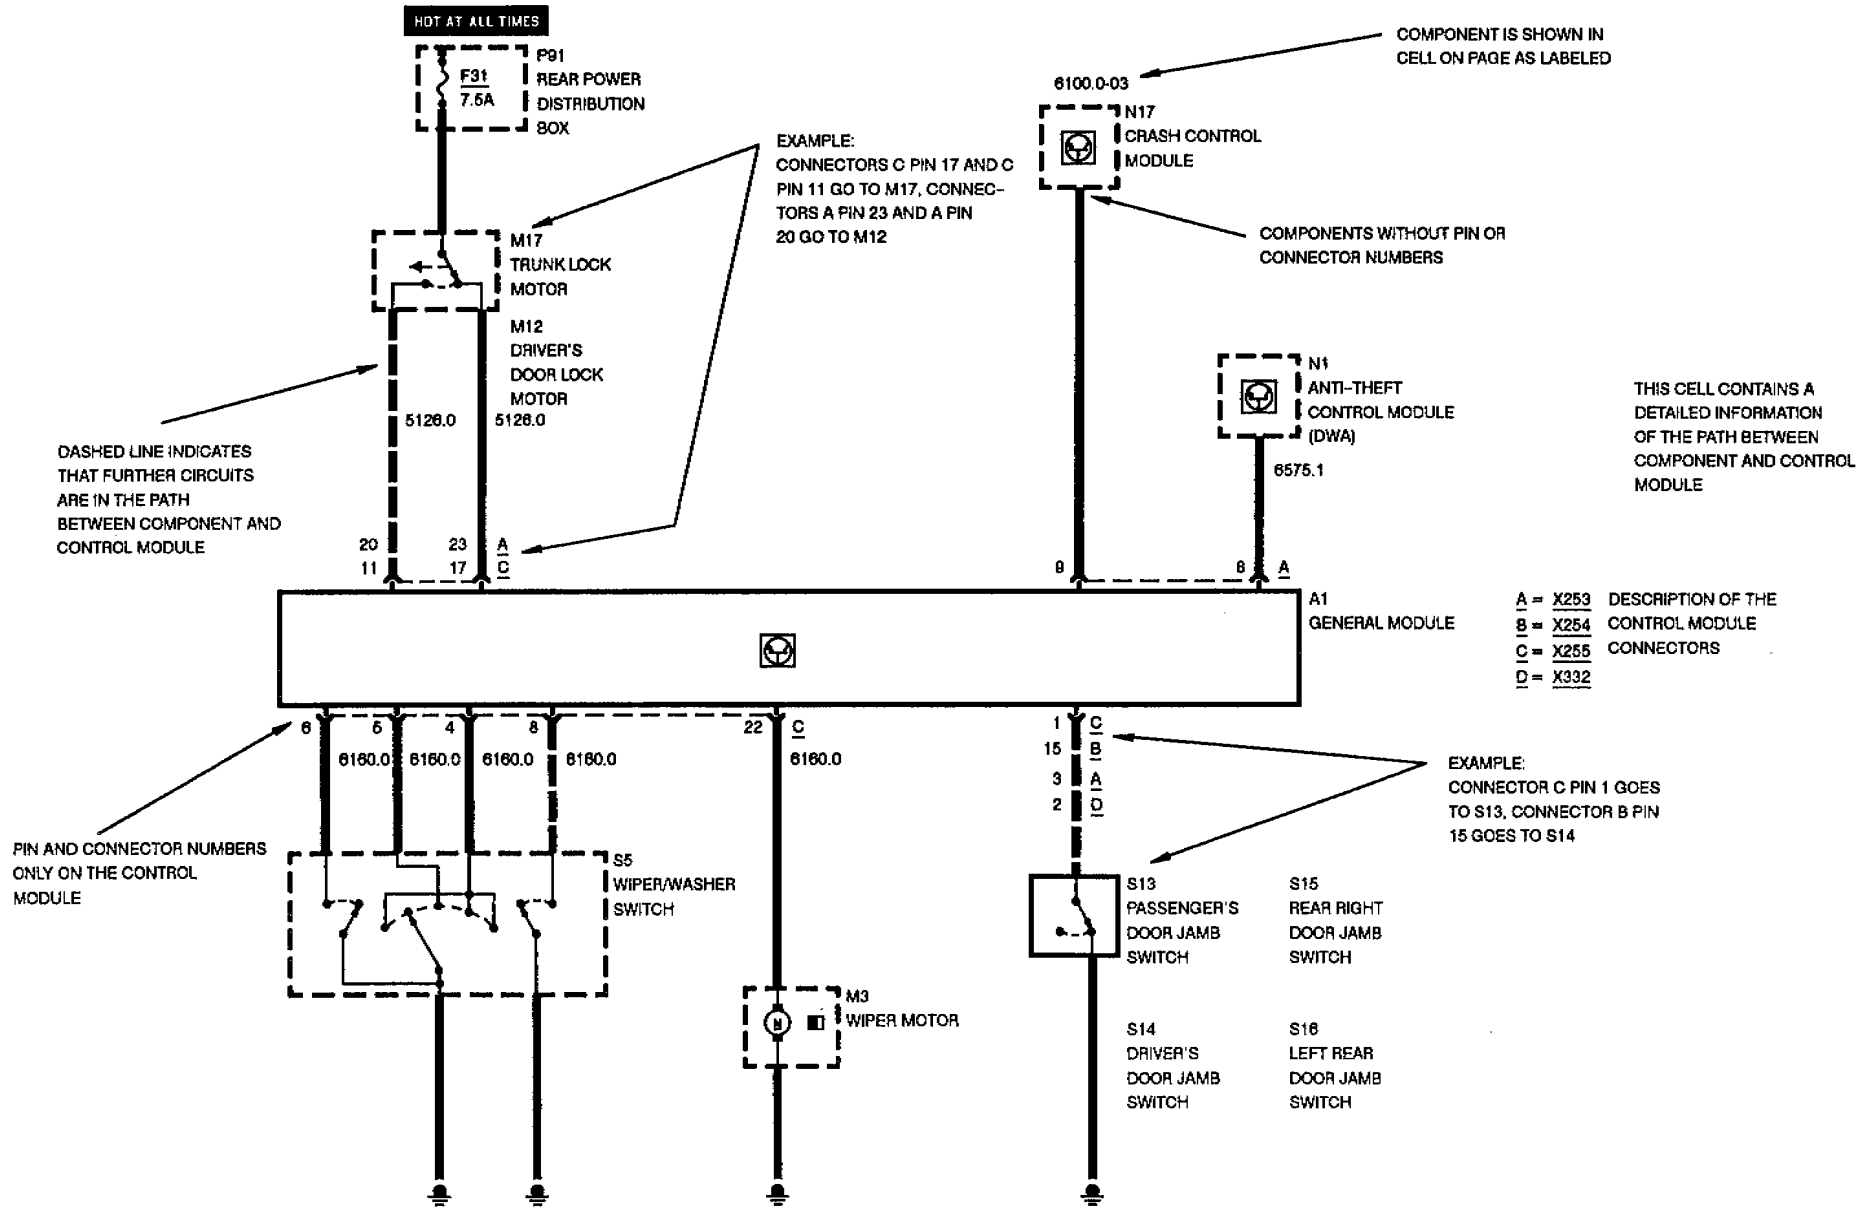 HOT AT ALL TIMES
F31
7.5A
P91
REAR POWER
DISTRIBUTION
BOX
EXAMPLE:
CONNECTORS C PIN 17 AND C
PIN 11 GO TO M17, CONNEC-
TORS A PIN 23 AND A PIN
20 GO TO M12
6100.0-03
N17
CRASH CONTROL
MODULE
COMPONENT IS SHOWN IN
CELL ON PAGE AS LABELED
COMPONENTS WITHOUT PIN OR
CONNECTOR NUMBERS
M17
TRUNK LOCK
MOTOR
M12
DRIVER'S
DOOR LOCK
MOTOR
5126.0
5126.0
DASHED LINE INDICATES
THAT FURTHER CIRCUITS
ARE IN THE PATH
BETWEEN COMPONENT AND
CONTROL MODULE
N1
ANTI-THEFT
CONTROL MODULE
(DWA)
6575.1
THIS CELL CONTAINS A
DETAILED INFORMATION
OF THE PATH BETWEEN
COMPONENT AND CONTROL
MODULE
20 23 A
11 17 C
9 8 A
A1
GENERAL MODULE
A = X253 DESCRIPTION OF THE
B = X254 CONTROL MODULE
C = X255 CONNECTORS
D = X332
6 5 4 8 22 C
6160.0 6160.0 6160.0 6160.0 6160.0
1 C
15 B
3 A
2 D
EXAMPLE:
CONNECTOR C PIN 1 GOES
TO S13, CONNECTOR B PIN
15 GOES TO S14
PIN AND CONNECTOR NUMBERS
ONLY ON THE CONTROL
MODULE
S5
WIPER/WASHER
SWITCH
M
M3
WIPER MOTOR
S13
PASSENGER'S
DOOR JAMB
SWITCH
S15
REAR RIGHT
DOOR JAMB
SWITCH
S14
DRIVER'S
DOOR JAMB
SWITCH
S16
LEFT REAR
DOOR JAMB
SWITCH